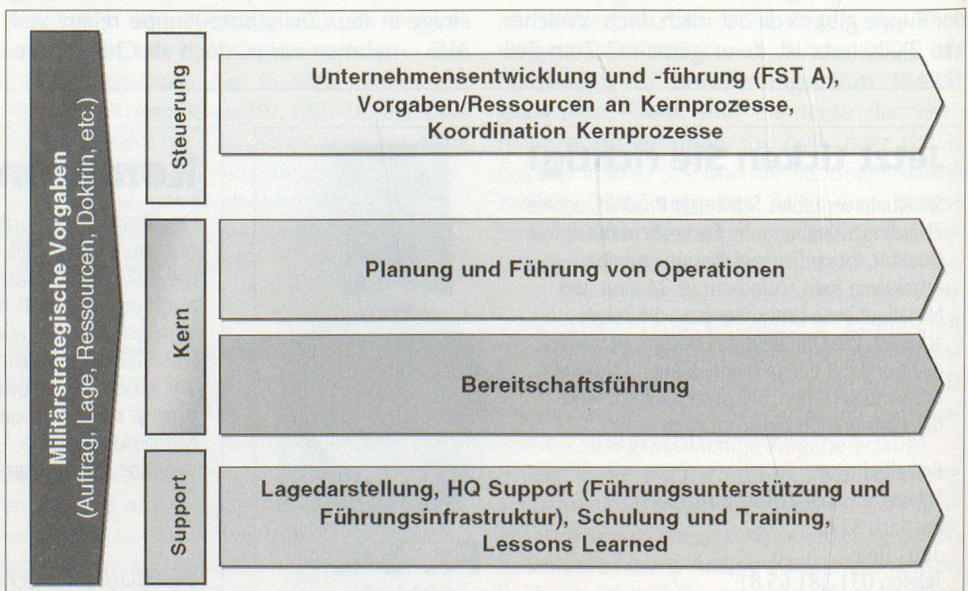 Militärstrategische Vorgaben
(Auftrag, Lage, Ressourcen, Doktrin, etc.)
Steuerung
Unternehmensentwicklung und -führung (FST A),
Vorgaben/Ressourcen an Kernprozesse,
Koordination Kernprozesse
Kern
Planung und Führung von Operationen
Bereitschaftsführung
Support
Lagedarstellung, HQ Support (Führungsunterstützung und
Führungsinfrastruktur), Schulung und Training,
Lessons Learned